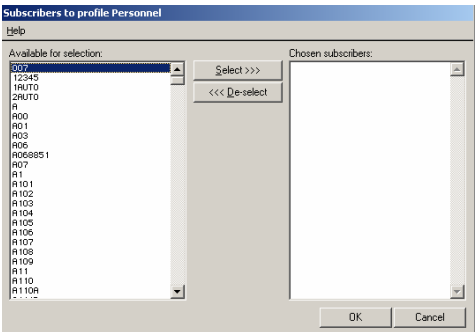 Subscribers to profile Personnel
Help
Available for selection:
Chosen subscribers:
007
12345
1AUTO
2AUTO
A
A00
A01
A03
A06
A068851
A07
A1
A101
A102
A103
A104
A105
A106
A107
A108
A109
A11
A110
A110A
Select >>>
<<< De-select
OK
Cancel